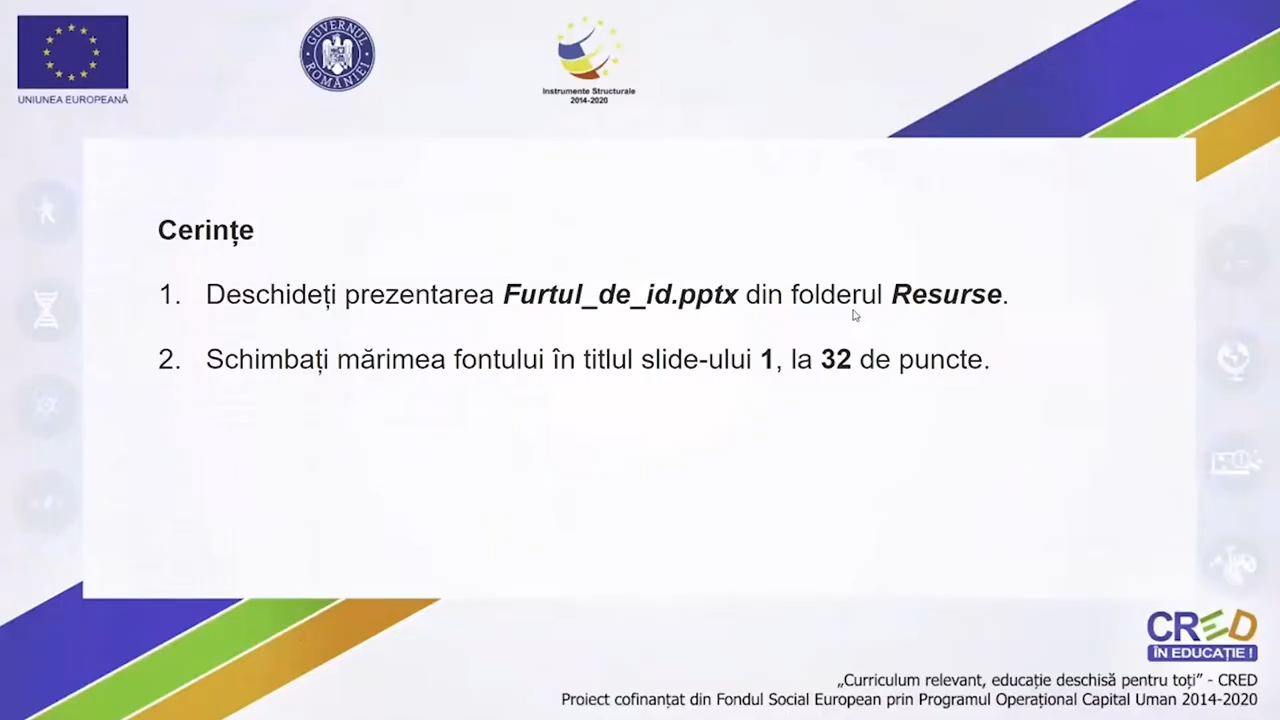 UNIUNEA EUROPEANĂ
GUVERNUL ROMÂNIEI
Instrumente Structurale
2014-2020
Cerințe
1. Deschideți prezentarea Furtul_de_id.pptx din folderul Resurse.
2. Schimbați mărimea fontului în titlul slide-ului 1, la 32 de puncte.
CRED
ÎN EDUCAȚIE !
„Curriculum relevant, educație deschisă pentru toți” - CRED
Proiect cofinanțat din Fondul Social European prin Programul Operațional Capital Uman 2014-2020